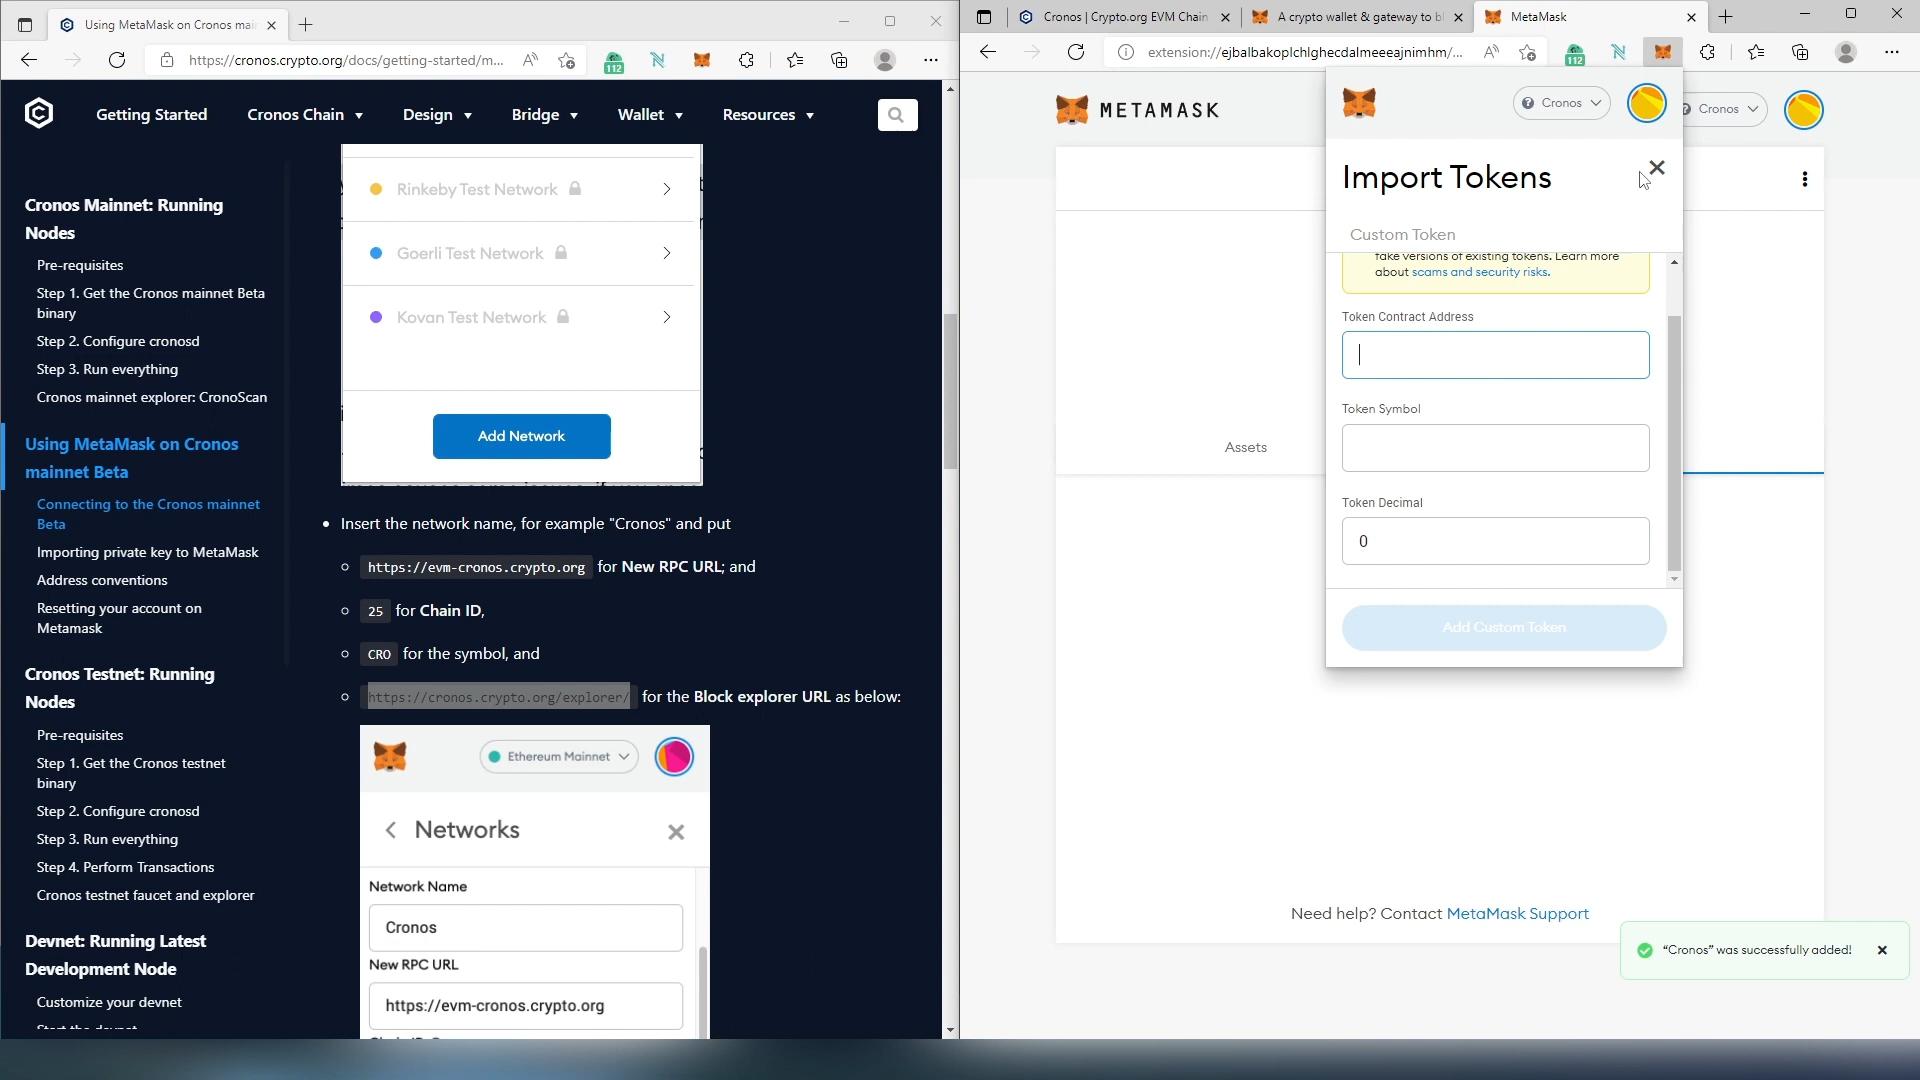 Using MetaMask on Cronos mai
https://cronos.crypto.org/docs/getting-started/m...
112
Getting Started
Cronos Chain
Design
Bridge
Wallet
Resources
Cronos Mainnet: Running
Nodes
Pre-requisites
Step 1. Get the Cronos mainnet Beta
binary
Step 2. Configure cronosd
Step 3. Run everything
Cronos mainnet explorer: CronoScan
Using MetaMask on Cronos
mainnet Beta
Connecting to the Cronos mainnet
Beta
Importing private key to MetaMask
Address conventions
Resetting your account on
Metamask
Cronos Testnet: Running
Nodes
Pre-requisites
Step 1. Get the Cronos testnet
binary
Step 2. Configure cronosd
Step 3. Run everything
Step 4. Perform Transactions
Cronos testnet faucet and explorer
Devnet: Running Latest
Development Node
Customize your devnet
Rinkeby Test Network
Goerli Test Network
Kovan Test Network
Add Network
Insert the network name, for example "Cronos" and put
https://evm-cronos.crypto.org for New RPC URL; and
25 for Chain ID,
CRO for the symbol, and
https://cronos.crypto.org/explorer/ for the Block explorer URL as below:
Ethereum Mainnet
Networks
Network Name
Cronos
New RPC URL
https://evm-cronos.crypto.org
Cronos | Crypto.org EVM Chain
A crypto wallet & gateway to bl
MetaMask
extension://ejbalbakoplchlghecdalmeeeajnimhm/...
112
METAMASK
Cronos
Cronos
Import Tokens
Custom Token
fake versions of existing tokens. Learn more
about scams and security risks.
Token Contract Address
Token Symbol
Token Decimal
0
Add Custom Token
Assets
Need help? Contact MetaMask Support
"Cronos" was successfully added!